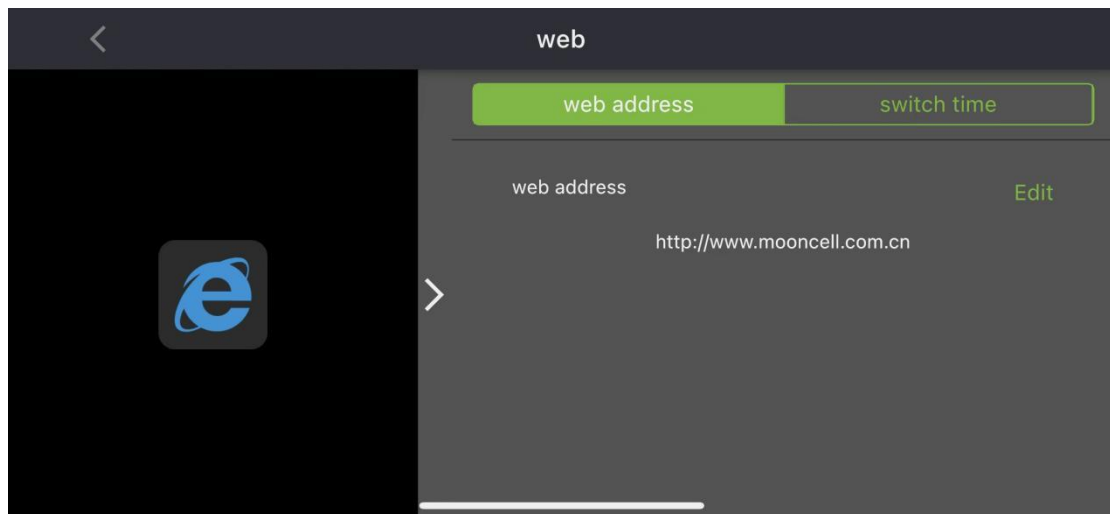 web
web address
switch time
web address
Edit
http://www.mooncell.com.cn